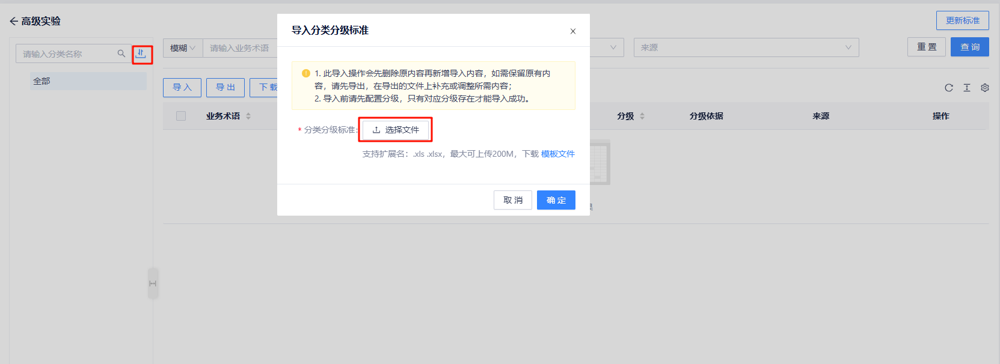 高级实验
更新标准
请输入分类名称
全部
模糊
请输入业务术语
来源
重 置
查 询
导 入
导 出
下 载
业务术语
分级
分级依据
来源
操作
导入分类分级标准
1. 此导入操作会先删除原内容再新增导入内容，如需保留原有内
容，请先导出，在导出的文件上补充或调整所需内容；
2. 导入前请先配置分级，只有对应分级存在才能导入成功。
* 分类分级标准:
选择文件
支持扩展名：.xls .xlsx，最大可上传200M，下载 模板文件
取 消
确 定